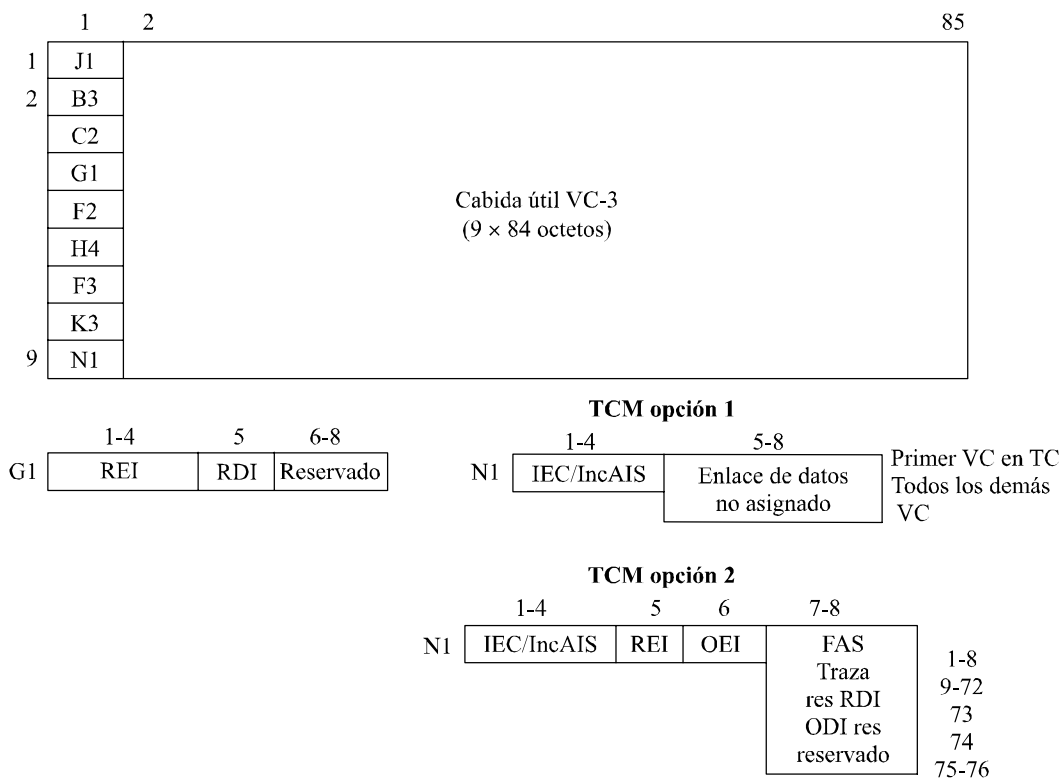 1 2 85
1 J1
2 B3
C2
G1
F2
H4
F3
K3
9 N1
Cabida útil VC-3
(9 × 84 octetos)
1-4 5 6-8
G1 REI RDI Reservado
TCM opción 1
1-4 5-8
N1 IEC/IncAIS Enlace de datos
no asignado
Primer VC en TC
Todos los demás
VC
TCM opción 2
1-4 5 6 7-8
N1 IEC/IncAIS REI OEI FAS
Traza
res RDI
ODI res
reservado
1-8
9-72
73
74
75-76